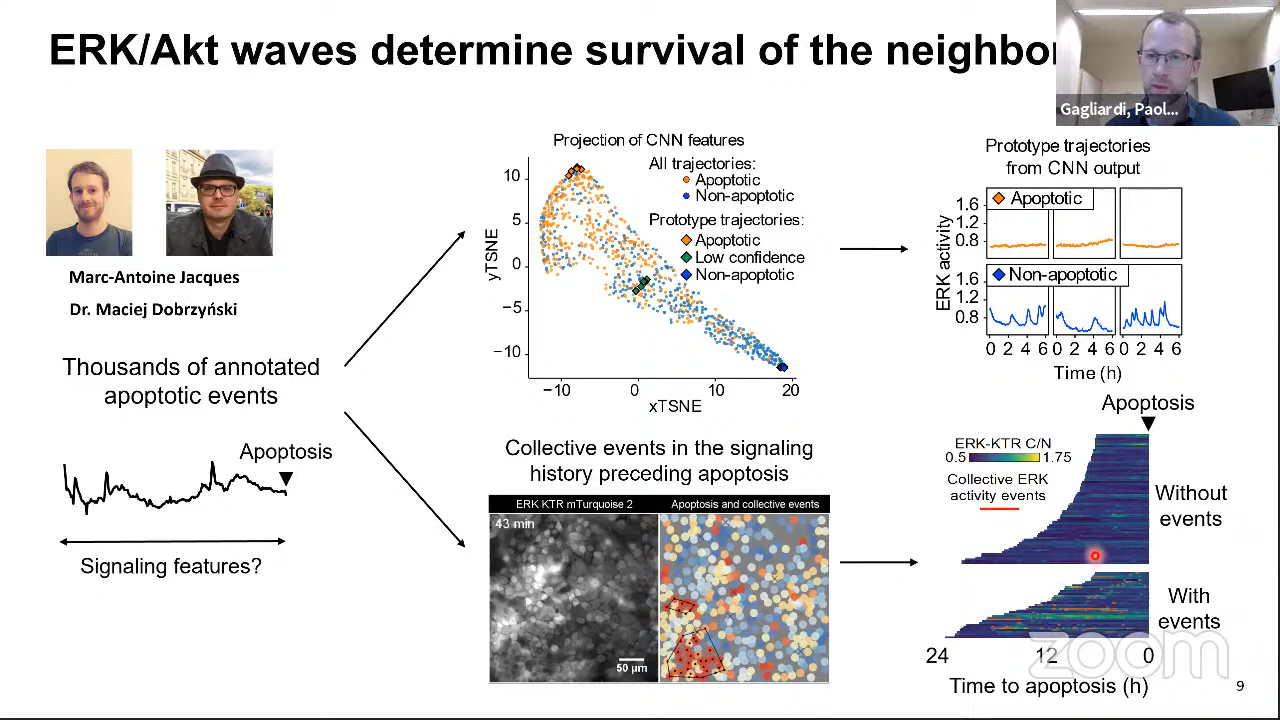 ERK/Akt waves determine survival of the neighbor
Gagliardi, Paol...
Marc-Antoine Jacques
Dr. Maciej Dobrzyński
Thousands of annotated
apoptotic events
Apoptosis
Signaling features?
Projection of CNN features
All trajectories:
Apoptotic
Non-apoptotic
Prototype trajectories:
Apoptotic
Low confidence
Non-apoptotic
yTSNE
10
5
0
−5
−10
−10
0
10
20
xTSNE
Prototype trajectories
from CNN output
ERK activity
1.6
1.2
0.8
Apoptotic
1.6
1.2
0.8
Non-apoptotic
0 2 4 6 0 2 4 6 0 2 4 6
Time (h)
Collective events in the signaling
history preceding apoptosis
ERK KTR mTurquoise 2
Apoptosis and collective events
43 min
50 µm
Apoptosis
ERK-KTR C/N
0.5
1.75
Collective ERK
activity events
Without
events
With
events
24
12
0
Time to apoptosis (h)
zoom
9